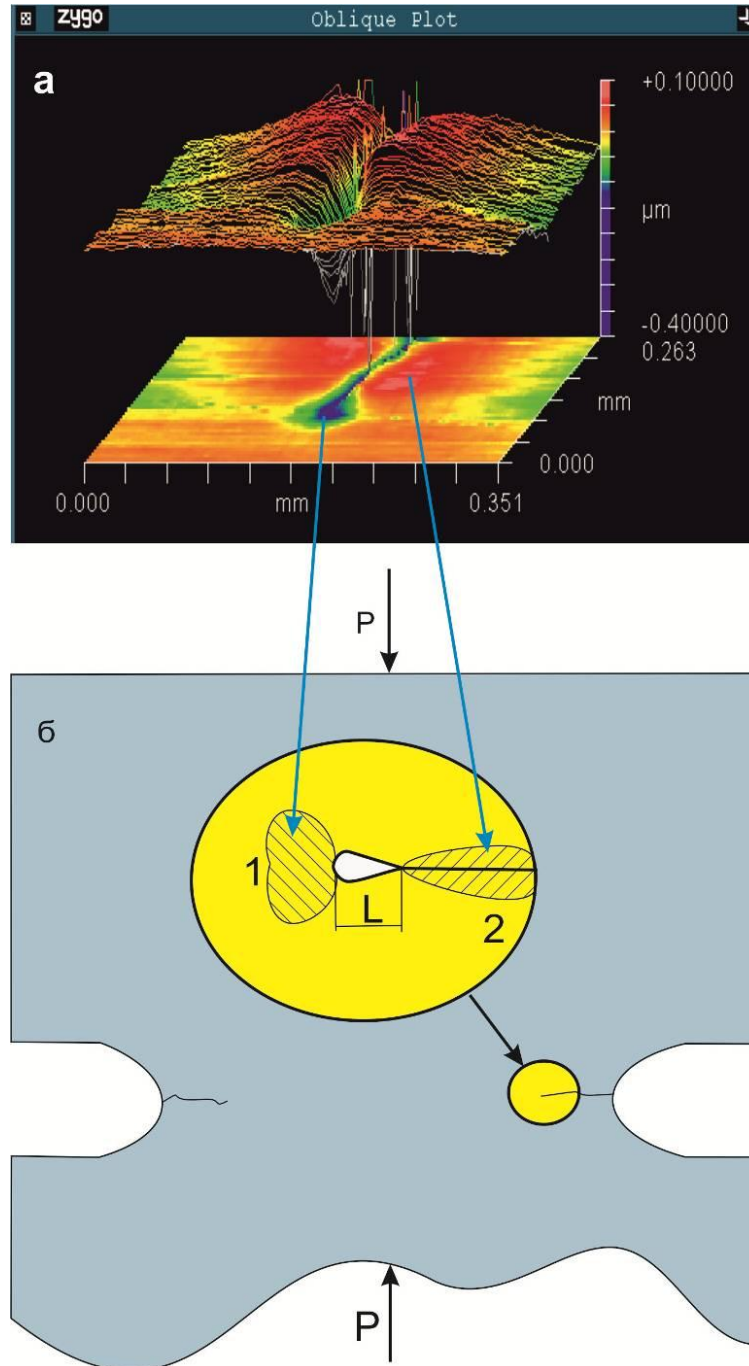 zygo Oblique Plot
а
+0.10000
µm
-0.40000
0.263
mm
0.000
0.000 mm 0.351
P
б
1
L
2
P